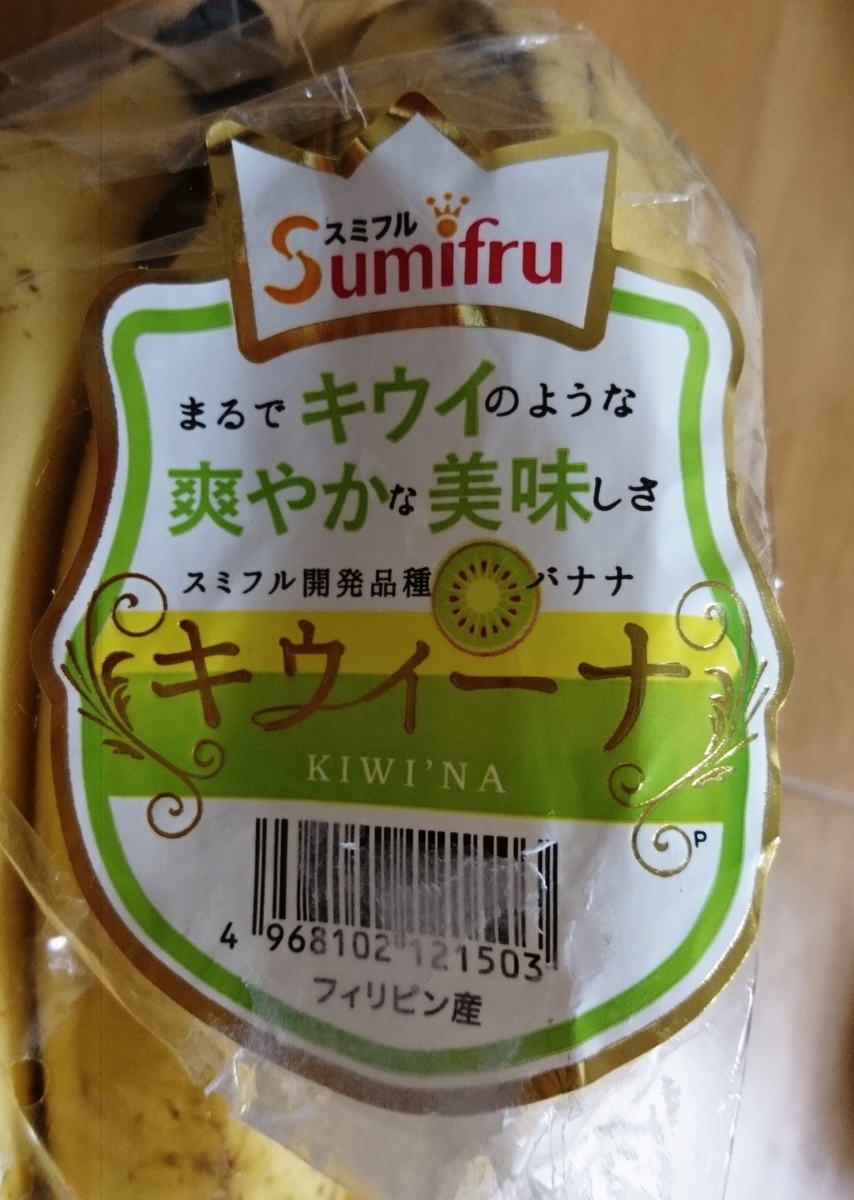 スミフル
Sumifru
まるでキウイのような
爽やかな美味しさ
スミフル開発品種バナナ
キウィーナ
KIWI'NA
P
4 968102 121503
フィリピン産